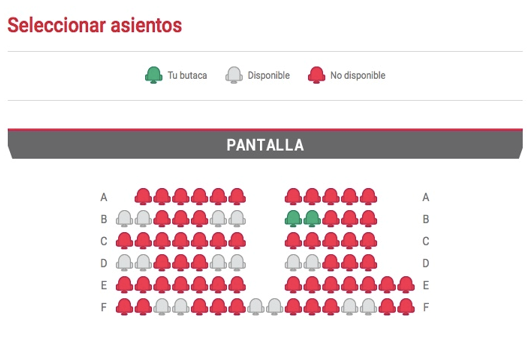 Seleccionar asientos
Tu butaca Disponible No disponible
PANTALLA
A A
B B
C C
D D
E E
F F